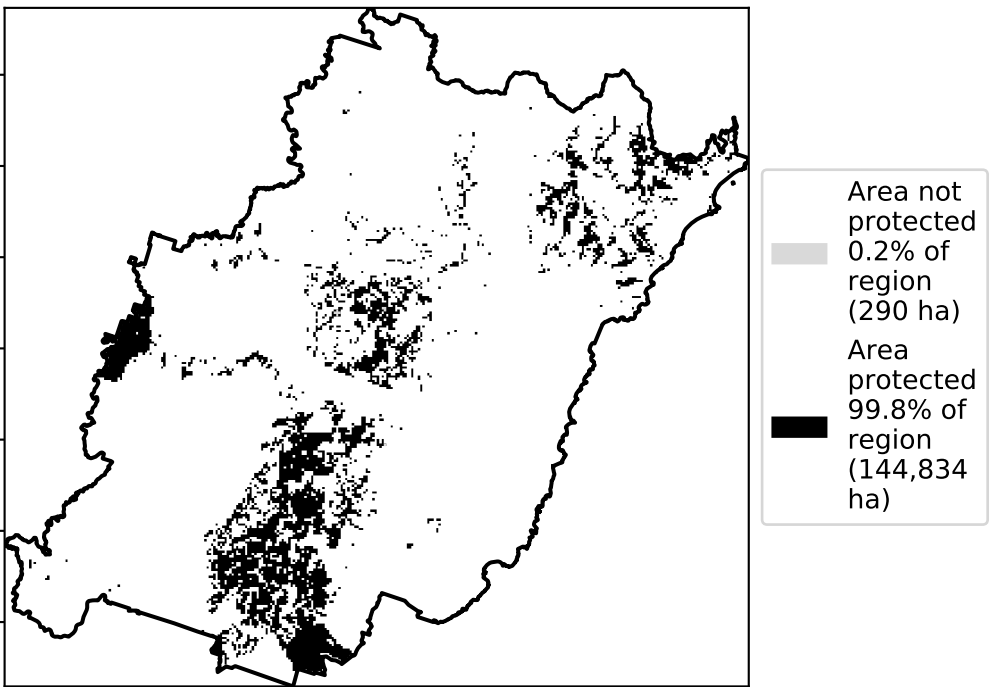 Area not
protected
0.2% of
region
(290 ha)
Area
protected
99.8% of
region
(144,834
ha)